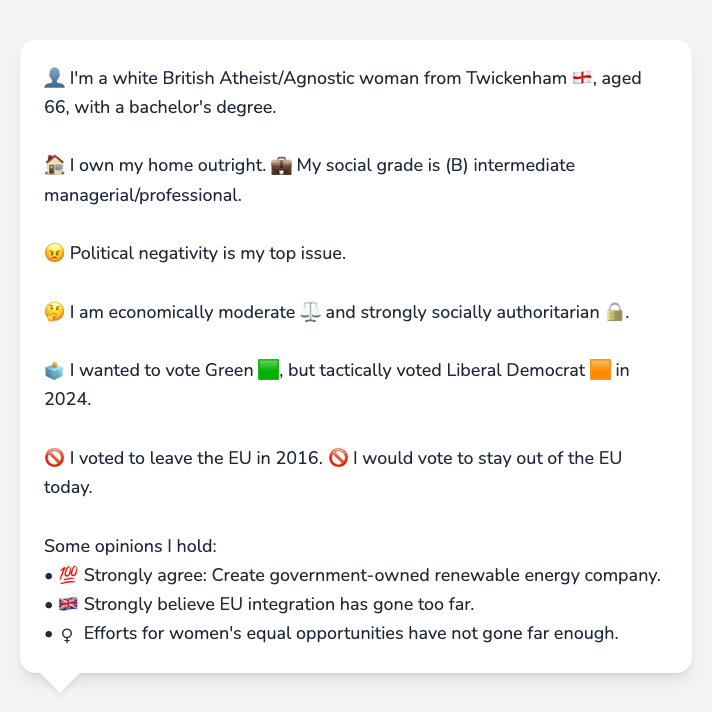 👤 I'm a white British Atheist/Agnostic woman from Twickenham 🏴󠁧󠁢󠁥󠁮󠁧󠁿, aged
66, with a bachelor's degree.
🏠 I own my home outright. 💼 My social grade is (B) intermediate
managerial/professional.
😠 Political negativity is my top issue.
🤔 I am economically moderate ⚖️ and strongly socially authoritarian 🔒.
🗳️ I wanted to vote Green 🟩, but tactically voted Liberal Democrat 🟧 in
2024.
🚫 I voted to leave the EU in 2016. 🚫 I would vote to stay out of the EU
today.
Some opinions I hold:
• 💯 Strongly agree: Create government-owned renewable energy company.
• 🇬🇧 Strongly believe EU integration has gone too far.
• ♀ Efforts for women's equal opportunities have not gone far enough.